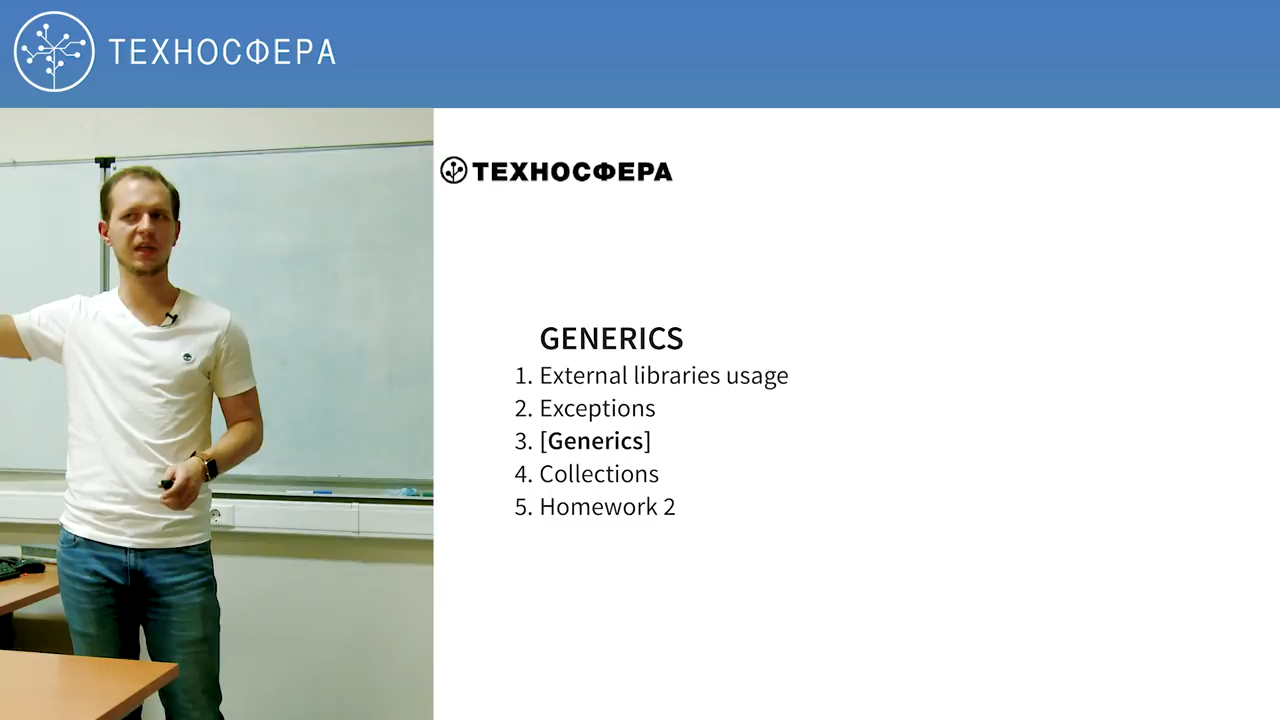 ТЕХНОСФЕРА
ТЕХНОСФЕРА
GENERICS
1. External libraries usage
2. Exceptions
3. [Generics]
4. Collections
5. Homework 2